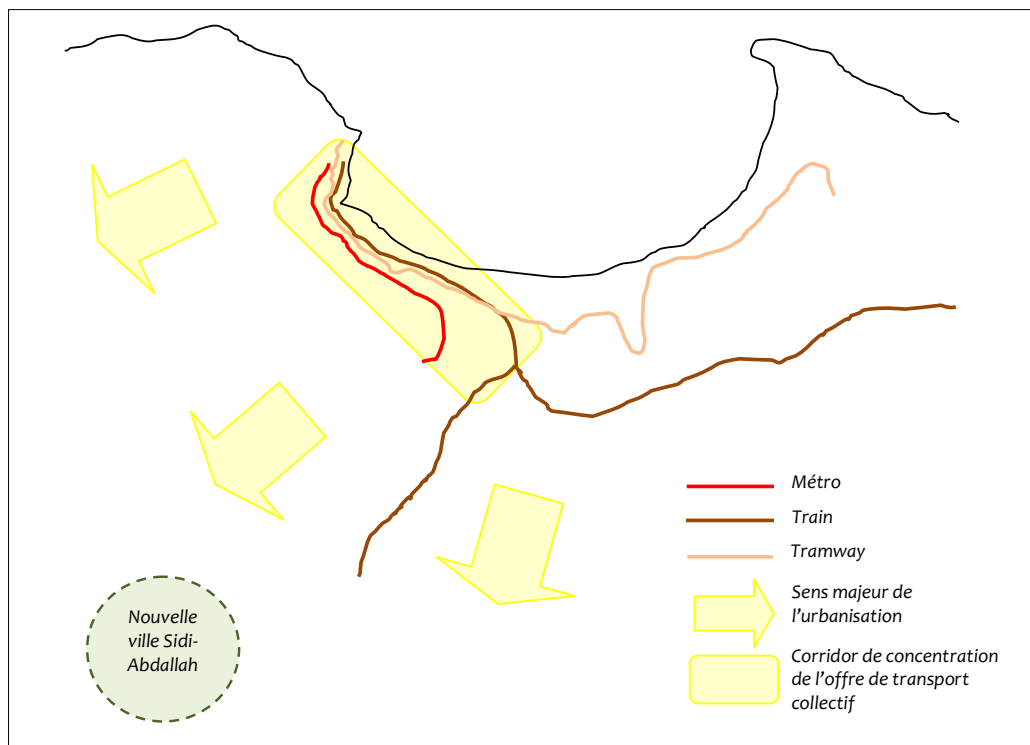 Métro
Train
Tramway
Sens majeur de
l'urbanisation
Corridor de concentration
de l'offre de transport
collectif
Nouvelle
ville Sidi-
Abdallah